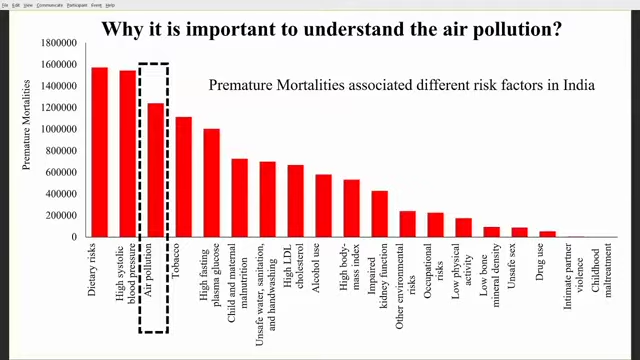 File Edit View Communicate Participant Event Help
Why it is important to understand the air pollution?
Premature Mortalities associated different risk factors in India
Premature Mortalities
1800000
1600000
1400000
1200000
1000000
800000
600000
400000
200000
0
Dietary risks
High systolic
blood pressure
Air pollution
Tobacco
High fasting
plasma glucose
Child and maternal
malnutrition
Unsafe water, sanitation,
and handwashing
High LDL
cholesterol
Alcohol use
High body-
mass index
Impaired
kidney function
Other environmental
risks
Occupational
risks
Low physical
activity
Low bone
mineral density
Unsafe sex
Drug use
Intimate partner
violence
Childhood
maltreatment